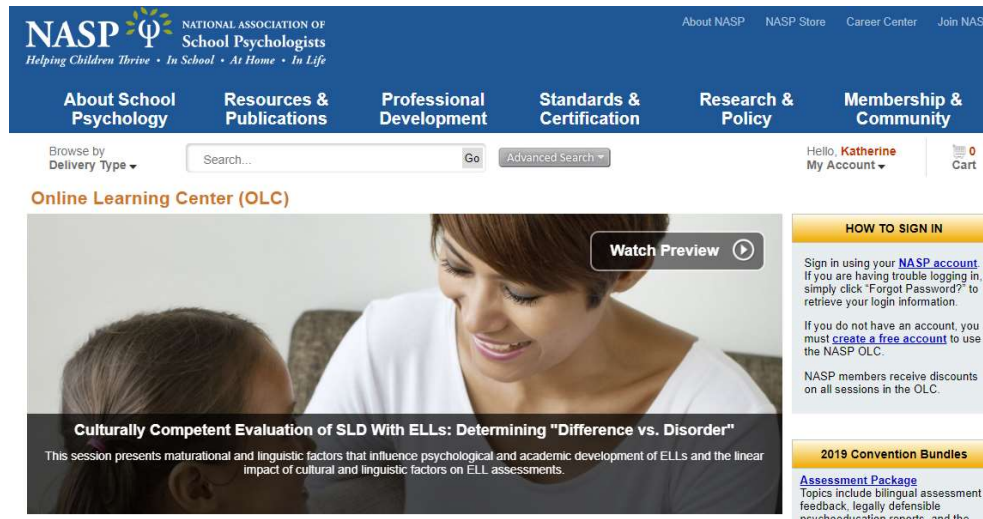 NASP
NATIONAL ASSOCIATION OF
School Psychologists
Helping Children Thrive • In School • At Home • In Life
About NASP NASP Store Career Center Join NAS
About School
Psychology
Resources &
Publications
Professional
Development
Standards &
Certification
Research &
Policy
Membership &
Community
Browse by
Delivery Type
Search...
Go
Advanced Search
Hello, Katherine
My Account
0
Cart
Online Learning Center (OLC)
Watch Preview
Culturally Competent Evaluation of SLD With ELLs: Determining "Difference vs. Disorder"
This session presents maturational and linguistic factors that influence psychological and academic development of ELLs and the linear
impact of cultural and linguistic factors on ELL assessments.
HOW TO SIGN IN
Sign in using your NASP account.
If you are having trouble logging in,
simply click "Forgot Password?" to
retrieve your login information.
If you do not have an account, you
must create a free account to use
the NASP OLC.
NASP members receive discounts
on all sessions in the OLC.
2019 Convention Bundles
Assessment Package
Topics include bilingual assessment
feedback, legally defensible
psychoeducation reports, and the